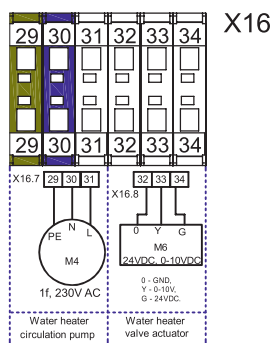 X16
29 30 31 32 33 34
29 30 31 32 33 34
X16.7 29 30 31
X16.8 32 33 34
PE N L
M4
1f, 230V AC
0 Y G
M6
24VDC, 0-10VDC
0 - GND,
Y - 0-10V,
G - 24VDC.
Water heater
circulation pump
Water heater
valve actuator